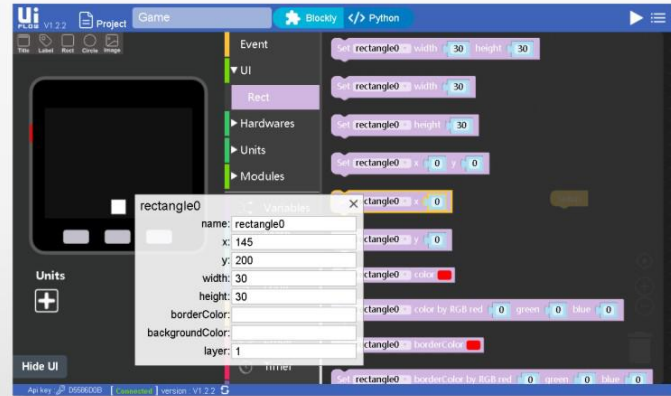 Ui
FLOW V1.2.2 Project Game Blockly </> Python
Title Label Rect Circle Image
Event
UI
Rect
Hardwares
Units
Modules
Variables
Timer
Set rectangle0 width 30 height 30
Set rectangle0 width 30
Set rectangle0 height 30
Set rectangle0 x 0 y 0
rectangle0 x 0
rectangle0 y 0
rectangle0 color
rectangle0 color by RGB red 0 green 0 blue 0
rectangle0 borderColor
Set rectangle0 borderColor by RGB red 0 green 0 blue 0
rectangle0
name: rectangle0
x: 145
y: 200
width: 30
height: 30
borderColor:
backgroundColor:
layer: 1
Units
Hide UI
Api key : D5586D0B [ Connected ] version : V1.2.2